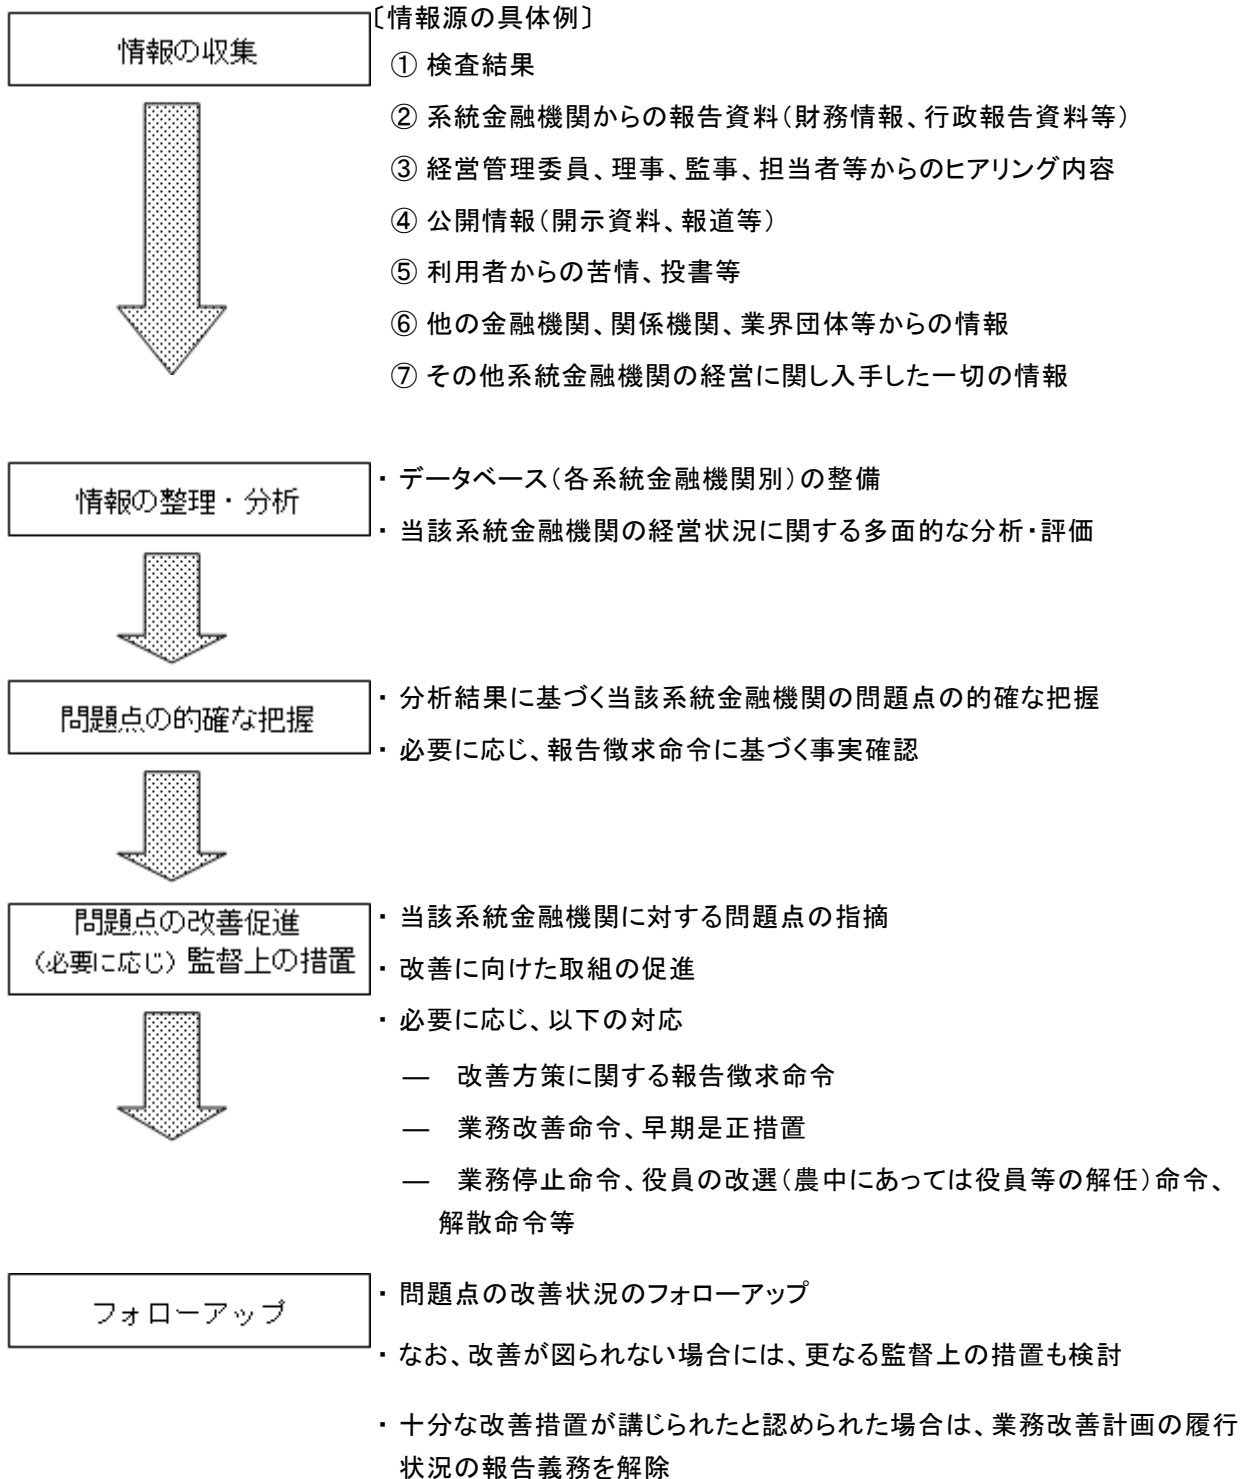 情報の収集
〔情報源の具体例〕
① 検査結果
② 系統金融機関からの報告資料（財務情報、行政報告資料等）
③ 経営管理委員、理事、監事、担当者等からのヒアリング内容
④ 公開情報（開示資料、報道等）
⑤ 利用者からの苦情、投書等
⑥ 他の金融機関、関係機関、業界団体等からの情報
⑦ その他系統金融機関の経営に関し入手した一切の情報
情報の整理・分析
・ データベース（各系統金融機関別）の整備
・ 当該系統金融機関の経営状況に関する多面的な分析・評価
問題点の的確な把握
・ 分析結果に基づく当該系統金融機関の問題点の的確な把握
・ 必要に応じ、報告徴求命令に基づく事実確認
問題点の改善促進
（必要に応じ）監督上の措置
・ 当該系統金融機関に対する問題点の指摘
・ 改善に向けた取組の促進
・ 必要に応じ、以下の対応
― 改善方策に関する報告徴求命令
― 業務改善命令、早期是正措置
― 業務停止命令、役員の改選（農中にあっては役員等の解任）命令、
解散命令等
フォローアップ
・ 問題点の改善状況のフォローアップ
・ なお、改善が図られない場合には、更なる監督上の措置も検討
・ 十分な改善措置が講じられたと認められた場合は、業務改善計画の履行
状況の報告義務を解除